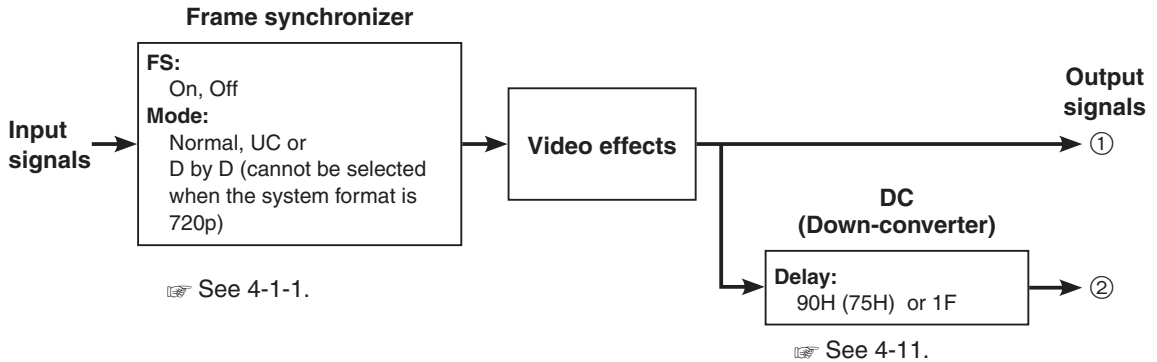 Frame synchronizer
FS:
On, Off
Mode:
Normal, UC or
D by D (cannot be selected
when the system format is
720p)
Input
signals
☞ See 4-1-1.
Video effects
Output
signals
①
DC
(Down-converter)
Delay:
90H (75H) or 1F
②
☞ See 4-11.